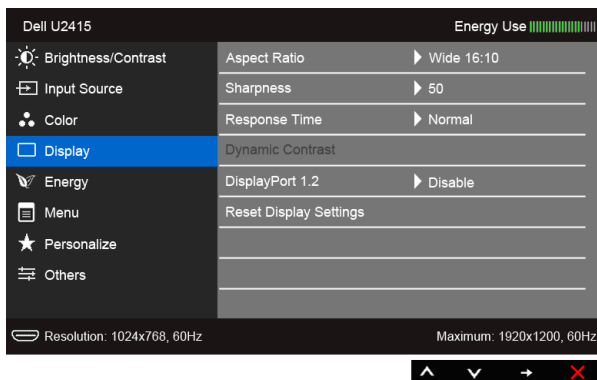 Dell U2415 Energy Use
Brightness/Contrast Aspect Ratio Wide 16:10
Input Source Sharpness 50
Color Response Time Normal
Display Dynamic Contrast
Energy DisplayPort 1.2 Disable
Menu Reset Display Settings
Personalize
Others
Resolution: 1024x768, 60Hz Maximum: 1920x1200, 60Hz